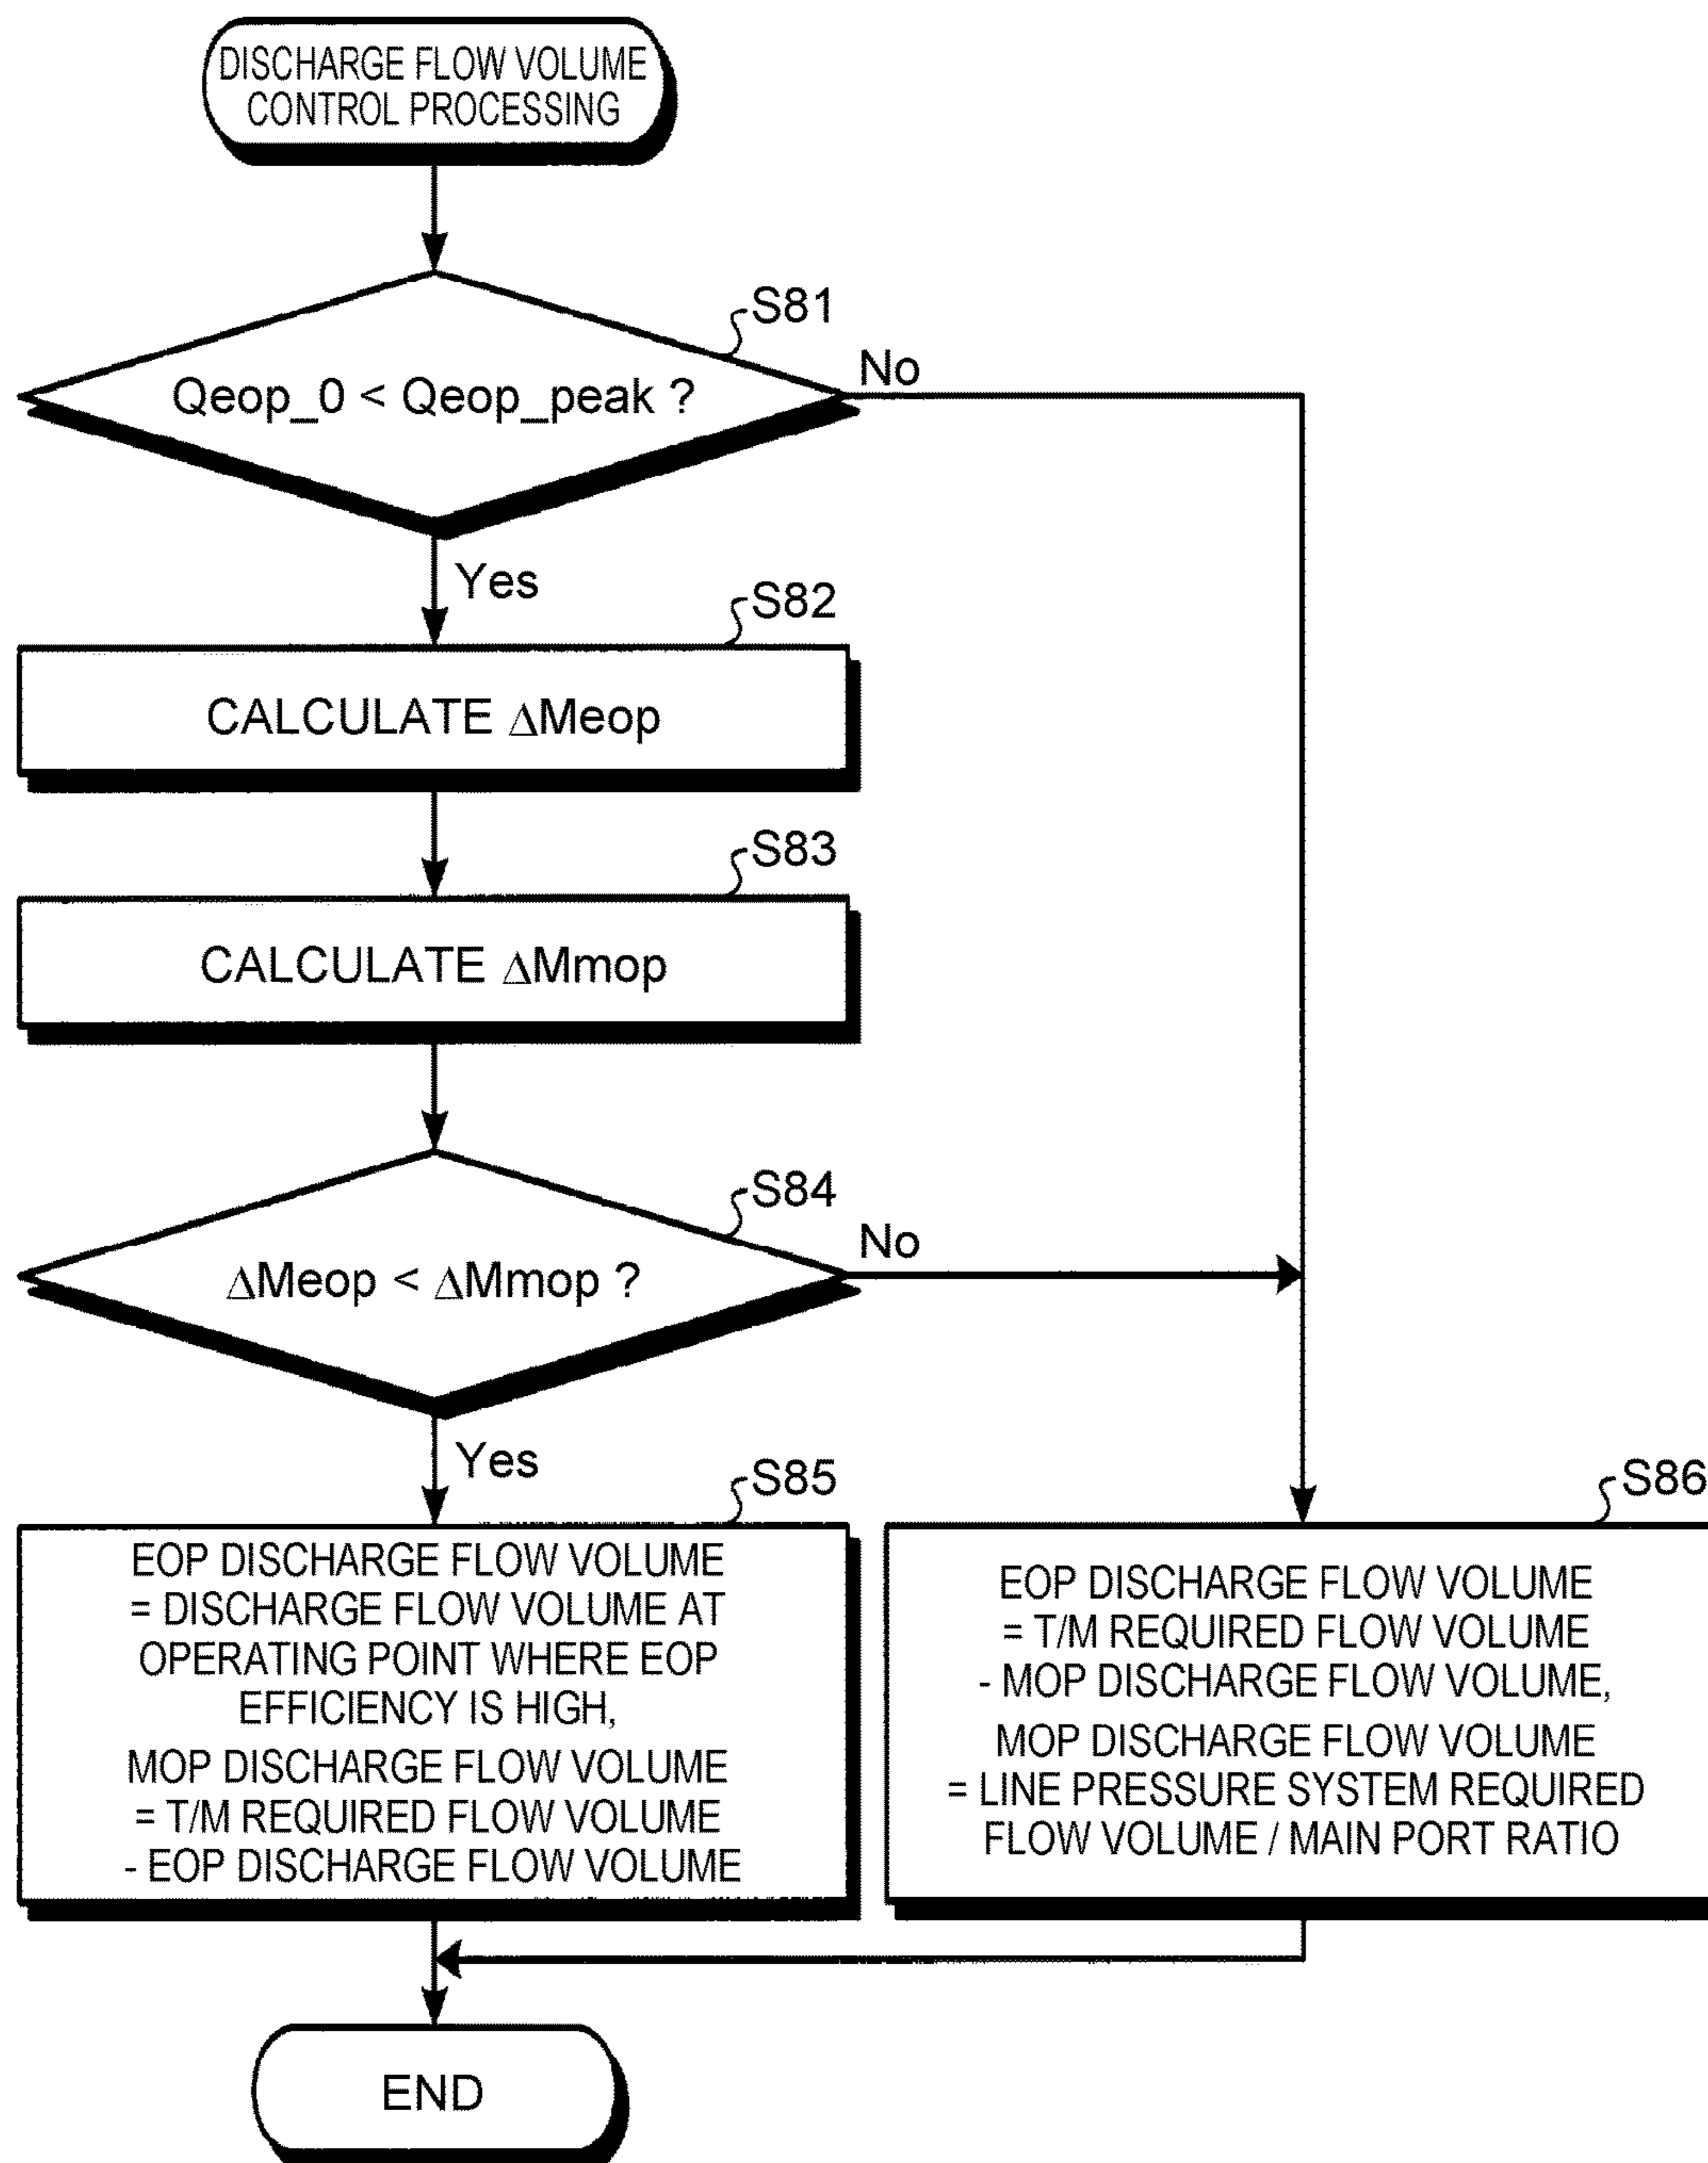 DISCHARGE FLOW VOLUME
CONTROL PROCESSING
S81
Qeop_0 < Qeop_peak ?
No
Yes
S82
CALCULATE ΔMeop
S83
CALCULATE ΔMmop
S84
ΔMeop < ΔMmop ?
No
Yes
S85
EOP DISCHARGE FLOW VOLUME
= DISCHARGE FLOW VOLUME AT
OPERATING POINT WHERE EOP
EFFICIENCY IS HIGH,
MOP DISCHARGE FLOW VOLUME
= T/M REQUIRED FLOW VOLUME
- EOP DISCHARGE FLOW VOLUME
S86
EOP DISCHARGE FLOW VOLUME
= T/M REQUIRED FLOW VOLUME
- MOP DISCHARGE FLOW VOLUME,
MOP DISCHARGE FLOW VOLUME
= LINE PRESSURE SYSTEM REQUIRED
FLOW VOLUME / MAIN PORT RATIO
END